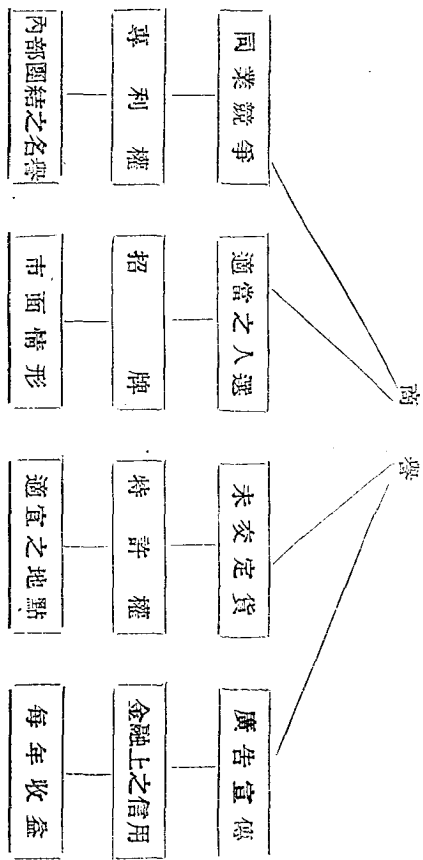 商譽
同業競爭
專利權
內部團結之名譽
適當之人選
招牌
市面情形
未交定貨
特許權
適宜之地點
廣告宣傳
金融上之信用
每年收益